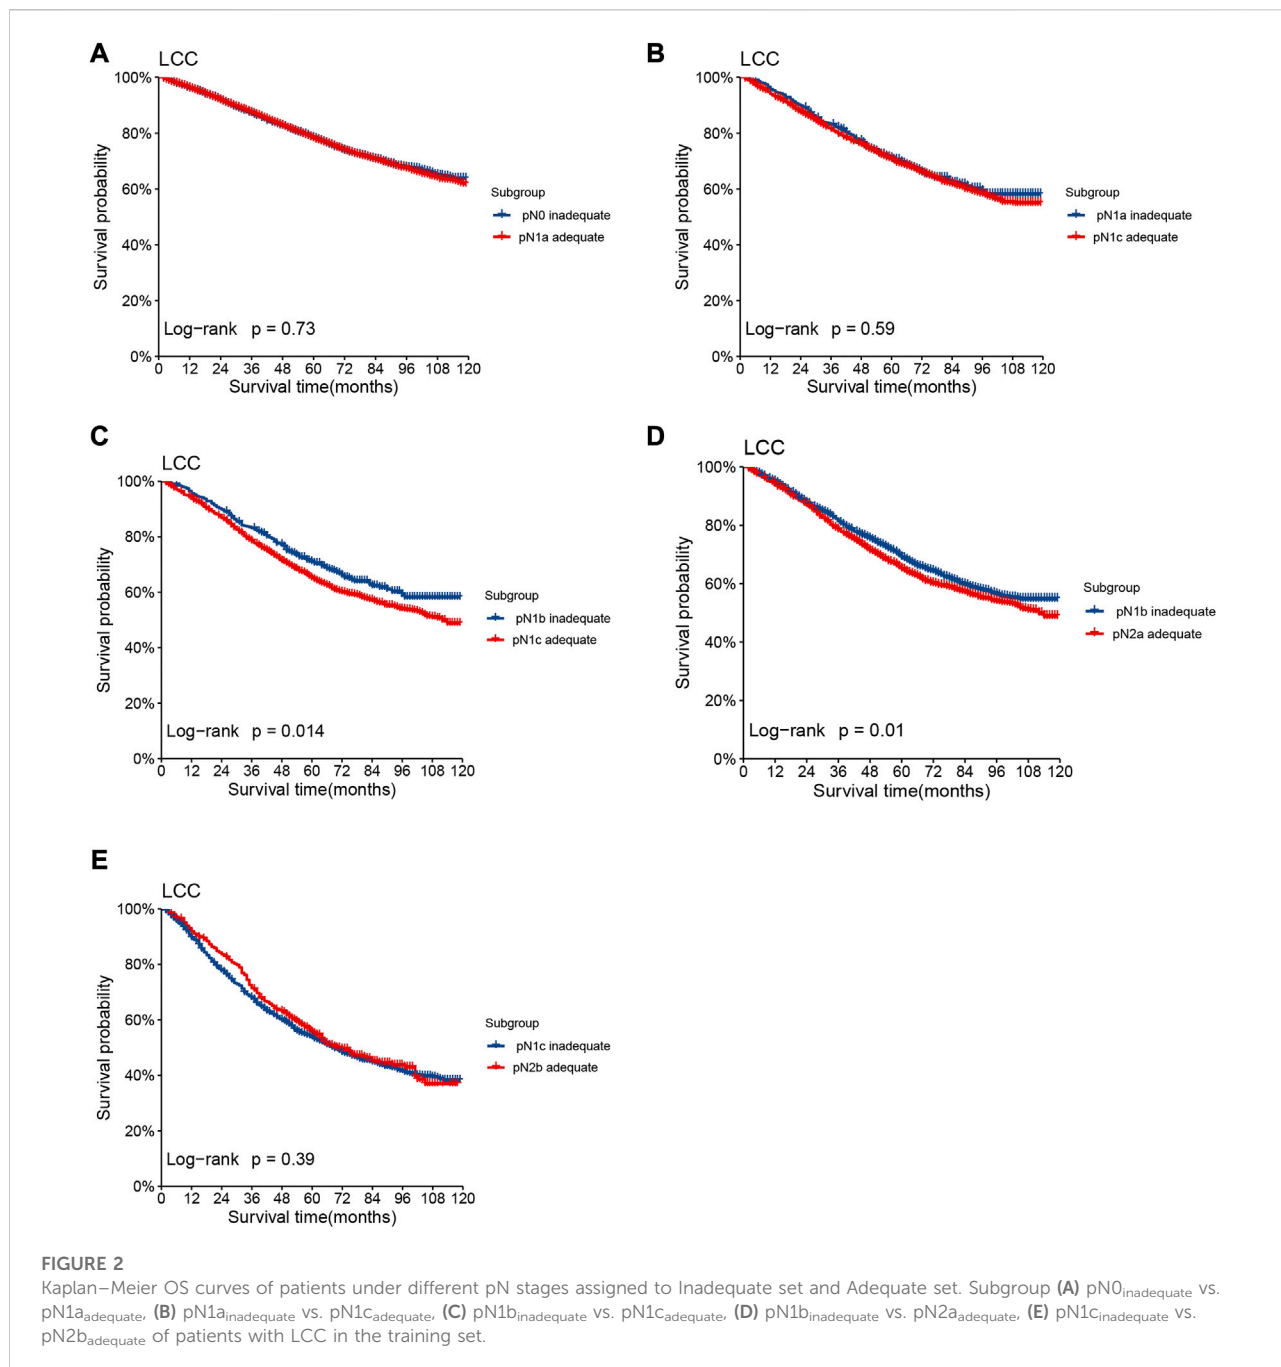 A
LCC
100%
80%
60%
40%
20%
0%
Survival probability
Log−rank p = 0.73
0 12 24 36 48 60 72 84 96 108 120
Survival time(months)
Subgroup
pN0 inadequate
pN1a adequate
B
LCC
100%
80%
60%
40%
20%
0%
Survival probability
Log−rank p = 0.59
0 12 24 36 48 60 72 84 96 108 120
Survival time(months)
Subgroup
pN1a inadequate
pN1c adequate
C
LCC
100%
80%
60%
40%
20%
0%
Survival probability
Log−rank p = 0.014
0 12 24 36 48 60 72 84 96 108 120
Survival time(months)
Subgroup
pN1b inadequate
pN1c adequate
D
LCC
100%
80%
60%
40%
20%
0%
Survival probability
Log−rank p = 0.01
0 12 24 36 48 60 72 84 96 108 120
Survival time(months)
Subgroup
pN1b inadequate
pN2a adequate
E
LCC
100%
80%
60%
40%
20%
0%
Survival probability
Log−rank p = 0.39
0 12 24 36 48 60 72 84 96 108 120
Survival time(months)
Subgroup
pN1c inadequate
pN2b adequate
FIGURE 2
Kaplan–Meier OS curves of patients under different pN stages assigned to Inadequate set and Adequate set. Subgroup (A) pN0inadequate vs.
pN1aadequate, (B) pN1ainadequate vs. pN1cadequate, (C) pN1binadequate vs. pN1cadequate, (D) pN1binadequate vs. pN2aadequate, (E) pN1cinadequate vs.
pN2badequate of patients with LCC in the training set.